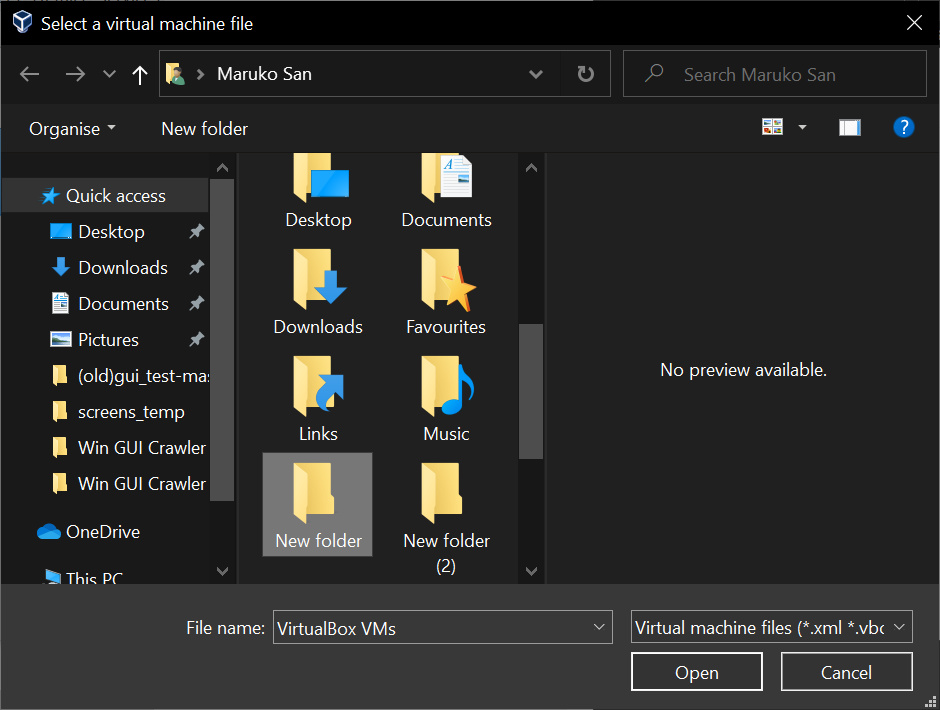 Select a virtual machine file
Maruko San
Search Maruko San
Organise
New folder
?
Quick access
Desktop
Downloads
Documents
Pictures
(old)gui_test-mas
screens_temp
Win GUI Crawler
Win GUI Crawler
OneDrive
This PC
Desktop
Documents
Downloads
Favourites
Links
Music
New folder
New folder
(2)
No preview available.
File name:
VirtualBox VMs
Virtual machine files (*.xml *.vbo
Open
Cancel